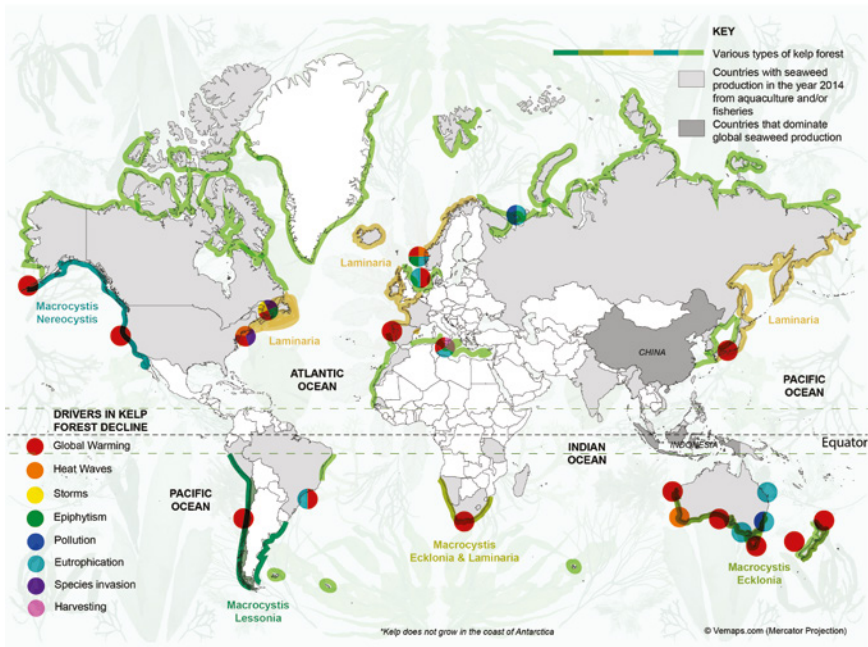 KEY
Various types of kelp forest
Countries with seaweed
production in the year 2014
from aquaculture and/or
fisheries
Countries that dominate
global seaweed production
Laminaria
Macrocystis
Nereocystis
Laminaria
Laminaria
CHINA
ATLANTIC
OCEAN
PACIFIC
OCEAN
DRIVERS IN KELP
FOREST DECLINE
Global Warming
Heat Waves
Storms
Epiphytism
Pollution
Eutrophication
Species invasion
Harvesting
INDIAN
OCEAN
INDONESIA
Equator
PACIFIC
OCEAN
Macrocystis
Ecklonia & Laminaria
Macrocystis
Ecklonia
Macrocystis
Lessonia
*Kelp does not grow in the coast of Antarctica
© Vemaps.com (Mercator Projection)